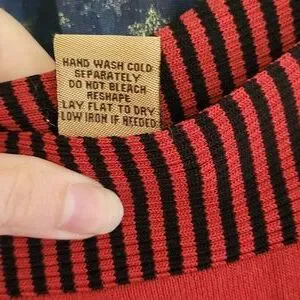 HAND WASH COLD
SEPARATELY
DO NOT BLEACH
RESHAPE
LAY FLAT TO DRY
LOW IRON IF NEEDED